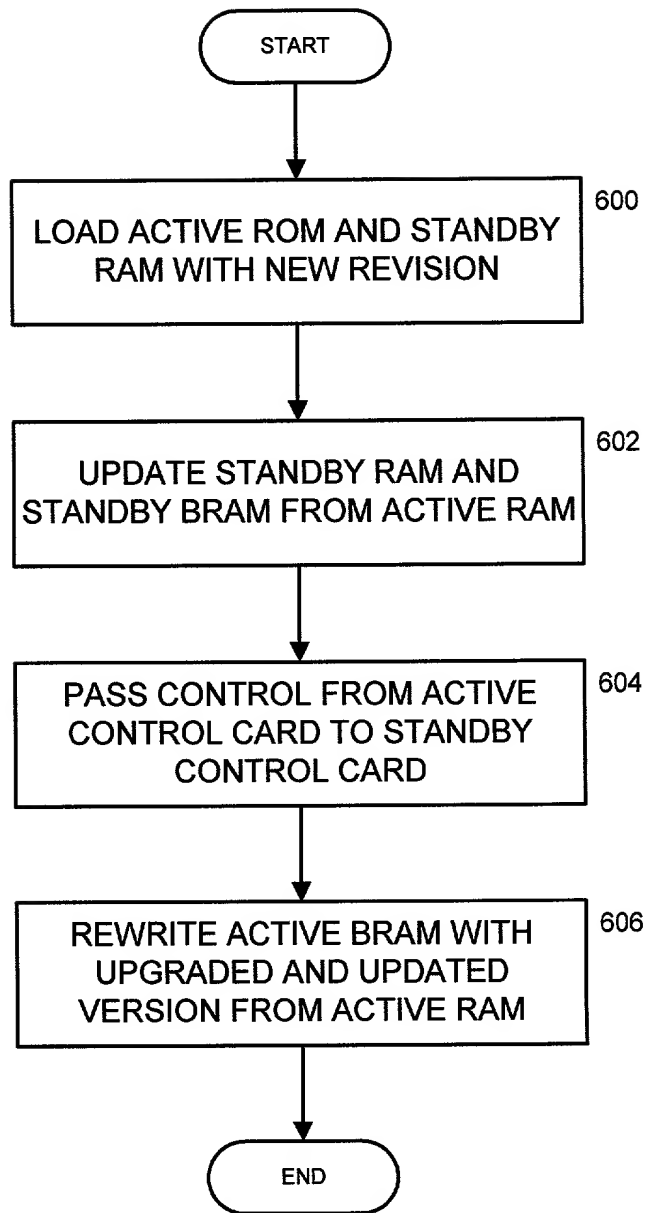 START
600
LOAD ACTIVE ROM AND STANDBY
RAM WITH NEW REVISION
602
UPDATE STANDBY RAM AND
STANDBY BRAM FROM ACTIVE RAM
604
PASS CONTROL FROM ACTIVE
CONTROL CARD TO STANDBY
CONTROL CARD
606
REWRITE ACTIVE BRAM WITH
UPGRADED AND UPDATED
VERSION FROM ACTIVE RAM
END